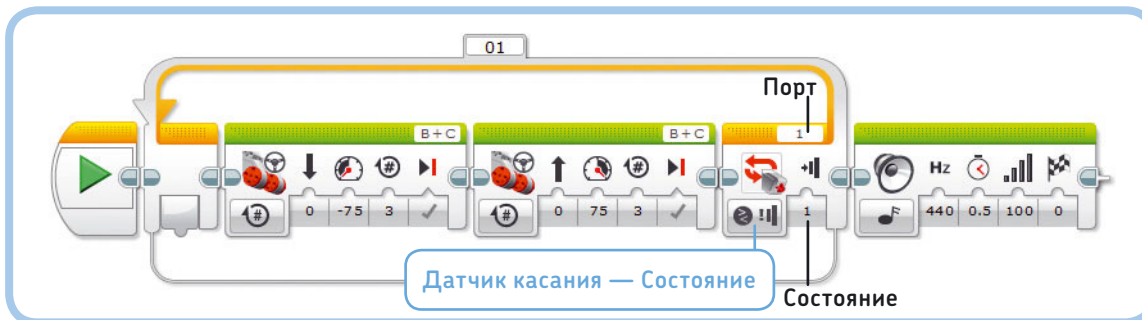 01
Порт
B+C
B+C
1
Hz
#
#
#
#
0 -75 3
0 75 3
1
440 0.5 100 0
Датчик касания — Состояние
Состояние